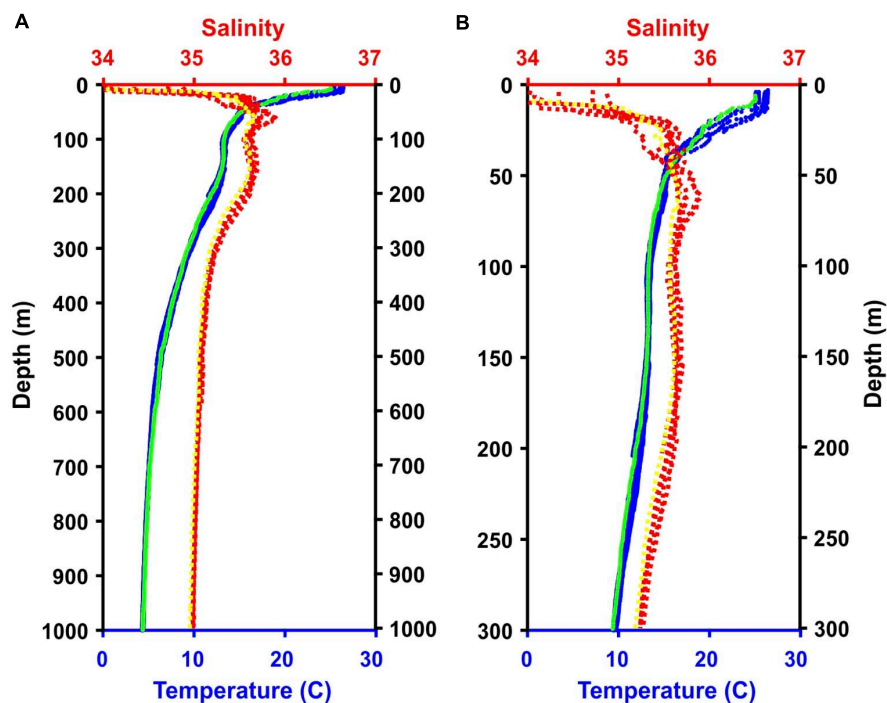 A
Salinity
34 35 36 37
0 0
100 100
200 200
300 300
400 400
500 500
600 600
700 700
800 800
900 900
1000 1000
Depth (m)
Depth (m)
0 10 20 30
Temperature (C)
B
Salinity
34 35 36 37
0 0
50 50
100 100
150 150
200 200
250 250
300 300
Depth (m)
0 10 20 30
Temperature (C)